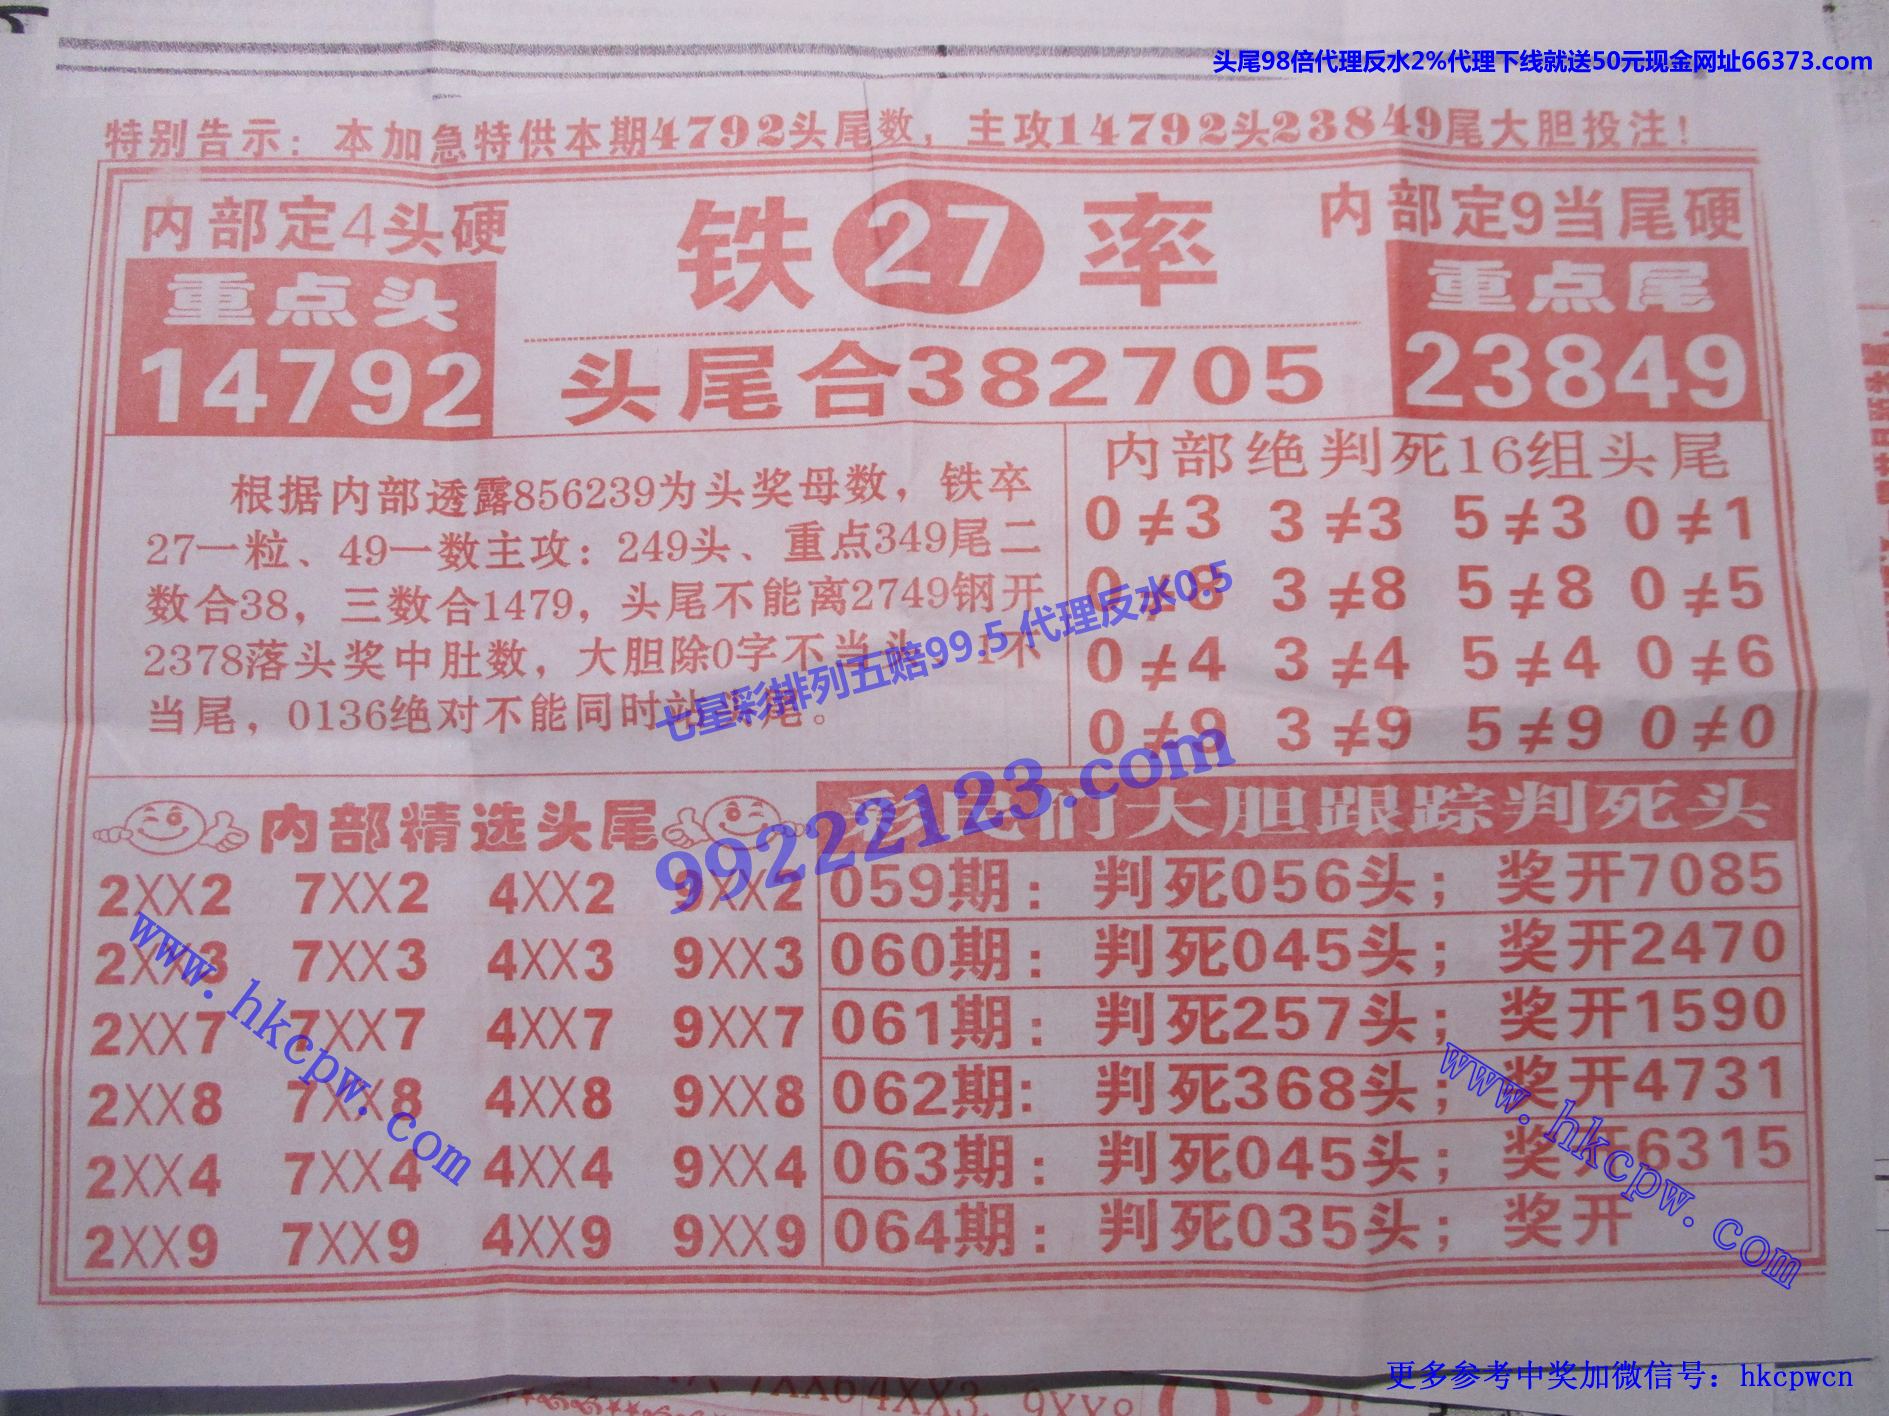 头尾98倍代理反水2%代理下线就送50元现金网址66373.com
特别告示：本加急特供本期4792头尾数，主攻14792头23849尾大胆投注！
内部定4头硬
重点头
14792
铁27率
头尾合382705
内部定9当尾硬
重点尾
23849
根据内部透露856239为头奖母数，铁卒
27一粒、49一数主攻：249头、重点349尾二
数合38，三数合1479，头尾不能离2749钢开
2378落头奖中肚数，大胆除0字不当头、1不
当尾，0136绝对不能同时站头尾。
内部绝判死16组头尾
0≠3 3≠3 5≠3 0≠1
0≠8 3≠8 5≠8 0≠5
0≠4 3≠4 5≠4 0≠6
0≠9 3≠9 5≠9 0≠0
七星彩排列五赔99.5 代理反水0.5
99222123.com
内部精选头尾
2XX2 7XX2 4XX2 9XX2
2XX3 7XX3 4XX3 9XX3
2XX7 7XX7 4XX7 9XX7
2XX8 7XX8 4XX8 9XX8
2XX4 7XX4 4XX4 9XX4
2XX9 7XX9 4XX9 9XX9
www.hkcpw.com
彩民们大胆跟踪判死头
059期：判死056头；奖开7085
060期：判死045头；奖开2470
061期：判死257头；奖开1590
062期：判死368头；奖开4731
063期：判死045头；奖开6315
064期：判死035头；奖开
www.hkcpw.com
更多参考中奖加微信号：hkcpwcn